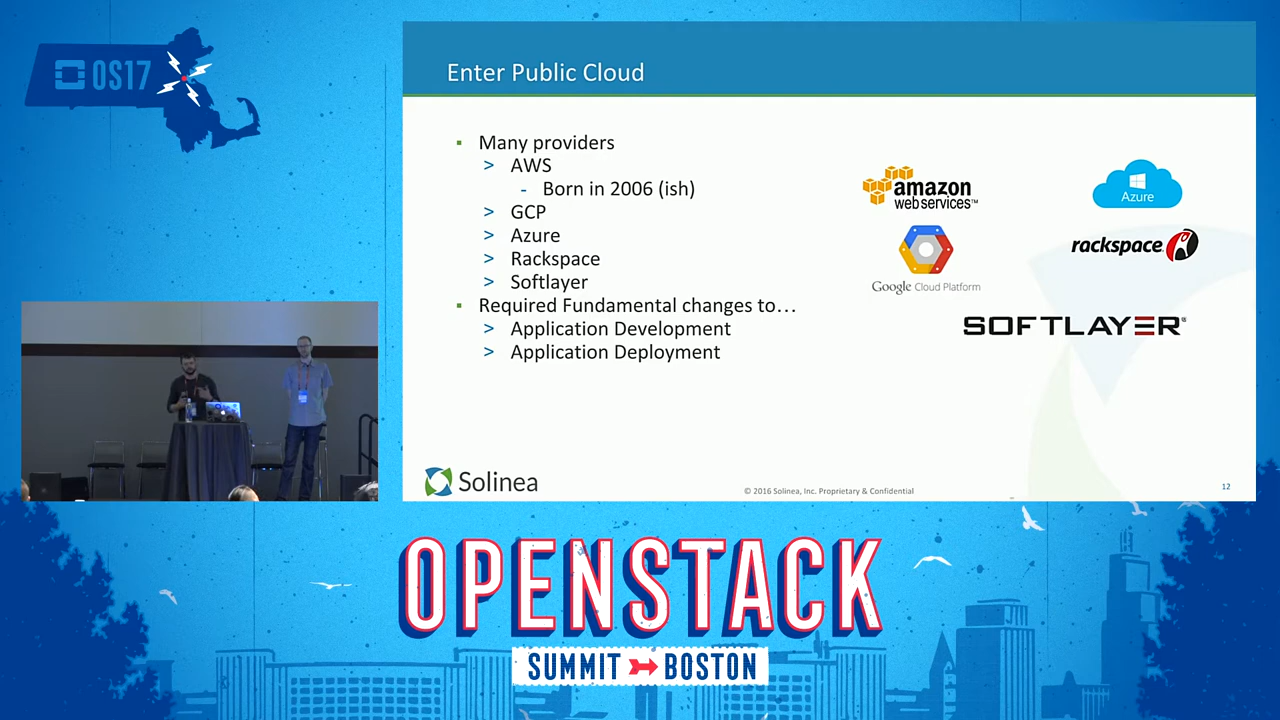 OS17
Enter Public Cloud
▪ Many providers
> AWS
- Born in 2006 (ish)
> GCP
> Azure
> Rackspace
> Softlayer
▪ Required Fundamental changes to...
> Application Development
> Application Deployment
amazon
web services™
Azure
Google Cloud Platform
rackspace
SOFTLAYER®
Solinea
© 2016 Solinea, Inc. Proprietary & Confidential
12
OPENSTACK
SUMMIT BOSTON